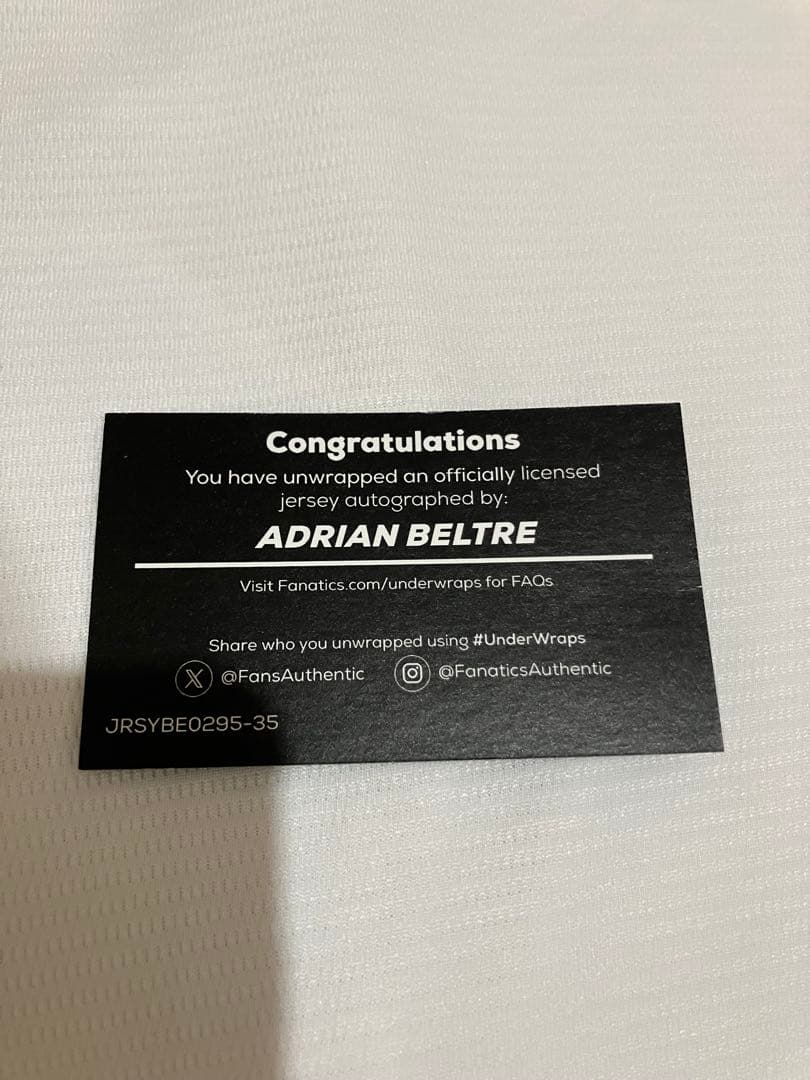 Congratulations
You have unwrapped an officially licensed
jersey autographed by:
ADRIAN BELTRE
Visit Fanatics.com/underwraps for FAQs
Share who you unwrapped using #UnderWraps
@FansAuthentic @FanaticsAuthentic
JRSYBE0295-35